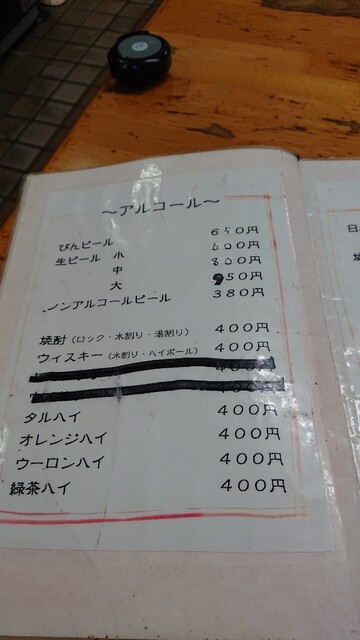 〜アルコール〜
びんビール 650円
生ビール 小 600円
中 800円
大 950円
ノンアルコールビール 380円
焼酎(ロック・水割り・湯割り) 400円
ウィスキー(水割り・ハイボール) 400円
タルハイ 400円
オレンジハイ 400円
ウーロンハイ 400円
緑茶ハイ 400円
日